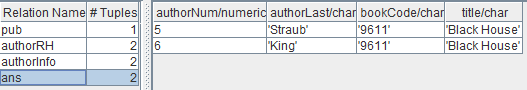 Relation Name # Tuples
pub 1
authorRH 2
authorInfo 2
ans 2
authorNum/numeric authorLast/char bookCode/char title/char
5 'Straub' '9611' 'Black House'
6 'King' '9611' 'Black House'